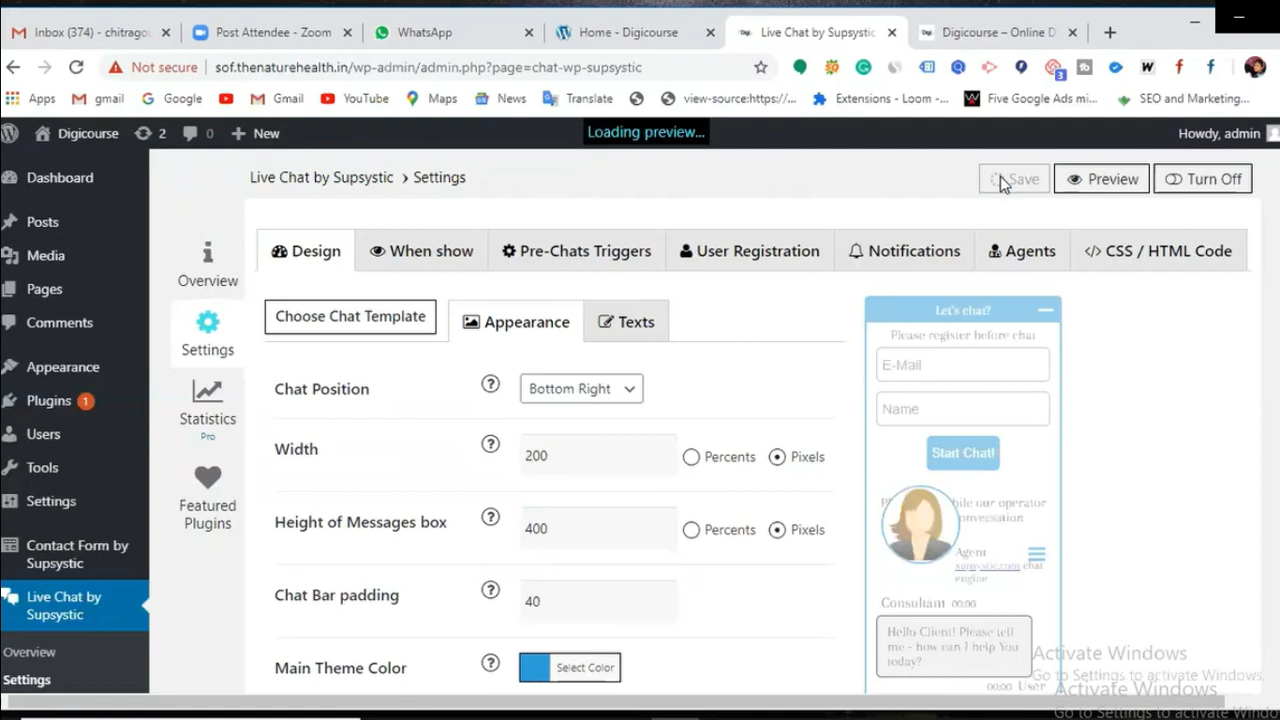 Inbox (374) - chitragou
Post Attendee - Zoom
WhatsApp
Home - Digicourse
Live Chat by Supsystic
Digicourse – Online D
Not secure
sof.thenaturehealth.in/wp-admin/admin.php?page=chat-wp-supsystic
3
Apps
gmail
Google
Gmail
YouTube
Maps
News
Translate
view-source:https://...
Extensions - Loom -...
Five Google Ads mi...
SEO and Marketing...
Digicourse
2
0
New
Loading preview...
Howdy, admin
Dashboard
Posts
Media
Pages
Comments
Appearance
Plugins 1
Users
Tools
Settings
Contact Form by
Supsystic
Live Chat by
Supsystic
Overview
Settings
Live Chat by Supsystic › Settings
Save
Preview
Turn Off
Overview
Settings
Statistics
Pro
Featured
Plugins
Design
When show
Pre-Chats Triggers
User Registration
Notifications
Agents
CSS / HTML Code
Choose Chat Template
Appearance
Texts
Chat Position
?
Bottom Right
Width
?
200
Percents
Pixels
Height of Messages box
?
400
Percents
Pixels
Chat Bar padding
?
40
Main Theme Color
?
Select Color
Let's chat?
Please register before chat
E-Mail
Name
Start Chat!
our operator
Agent
supsystic.com chat
engine
Consultant 00:00
Hello Client! Please tell
me - how can I help You
today?
00:00 User
Activate Windows
Go to Settings to activate Windows.
Activate Windows
Go to Settings to activate Windo